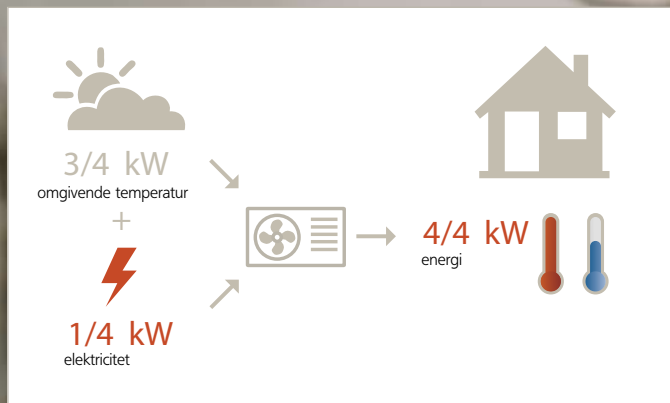 3/4 kW
omgivende temperatur
+
1/4 kW
elektricitet
4/4 kW
energi